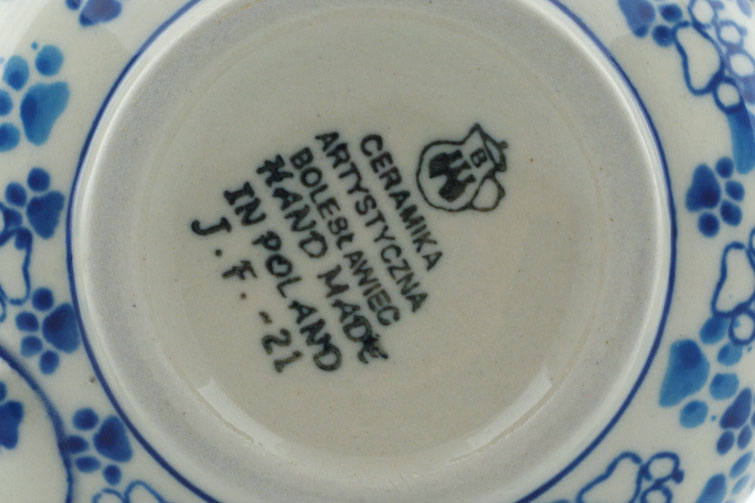 B
CERAMIKA
ARTYSTYCZNA
BOLESŁAWIEC
HAND MADE
IN POLAND
J.F.-21